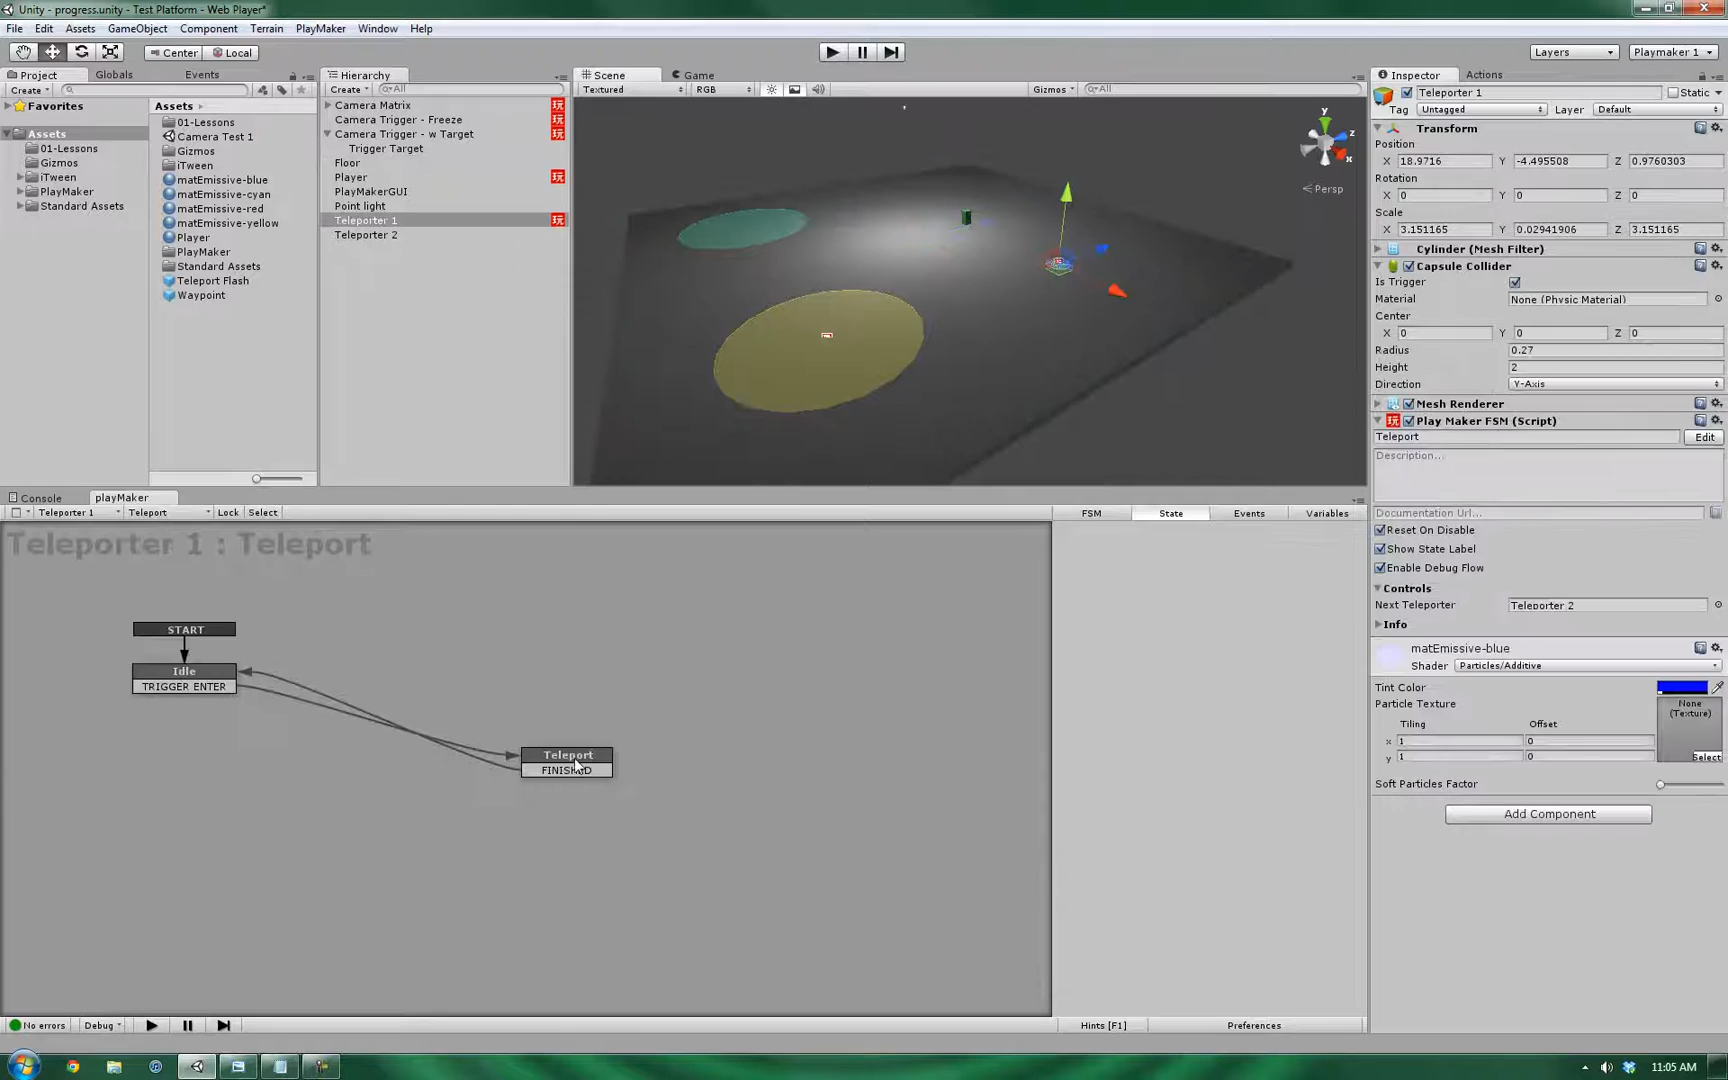 Unity - progress.unity - Test Platform - Web Player*
File Edit Assets GameObject Component Terrain PlayMaker Window Help
Center Local Layers Playmaker 1
Project Globals Events
Create
Favorites
Assets
01-Lessons
Gizmos
iTween
PlayMaker
Standard Assets
Assets
01-Lessons
Camera Test 1
Gizmos
iTween
matEmissive-blue
matEmissive-cyan
matEmissive-red
matEmissive-yellow
Player
PlayMaker
Standard Assets
Teleport Flash
Waypoint
Hierarchy
Create All
Camera Matrix
Camera Trigger - Freeze
Camera Trigger - w Target
Trigger Target
Floor
Player
PlayMakerGUI
Point light
Teleporter 1
Teleporter 2
Scene Game
Textured RGB Gizmos All
y
z
x
Persp
Inspector Actions
Teleporter 1 Static
Tag Untagged Layer Default
Transform
Position
X 18.9716 Y -4.495508 Z 0.9760303
Rotation
X 0 Y 0 Z 0
Scale
X 3.151165 Y 0.02941906 Z 3.151165
Cylinder (Mesh Filter)
Capsule Collider
Is Trigger
Material None (Physic Material)
Center
X 0 Y 0 Z 0
Radius 0.27
Height 2
Direction Y-Axis
Mesh Renderer
玩 Play Maker FSM (Script)
Teleport Edit
Description...
Documentation Url...
Reset On Disable
Show State Label
Enable Debug Flow
Controls
Next Teleporter Teleporter 2
Info
matEmissive-blue
Shader Particles/Additive
Tint Color
Particle Texture
None
(Texture)
Tiling Offset
x 1 0
y 1 0
Select
Soft Particles Factor
Add Component
Console playMaker
Teleporter 1 Teleport Lock Select
FSM State Events Variables
Teleporter 1 : Teleport
START
Idle
TRIGGER ENTER
Teleport
FINISHED
No errors Debug
Hints [F1] Preferences
11:05 AM